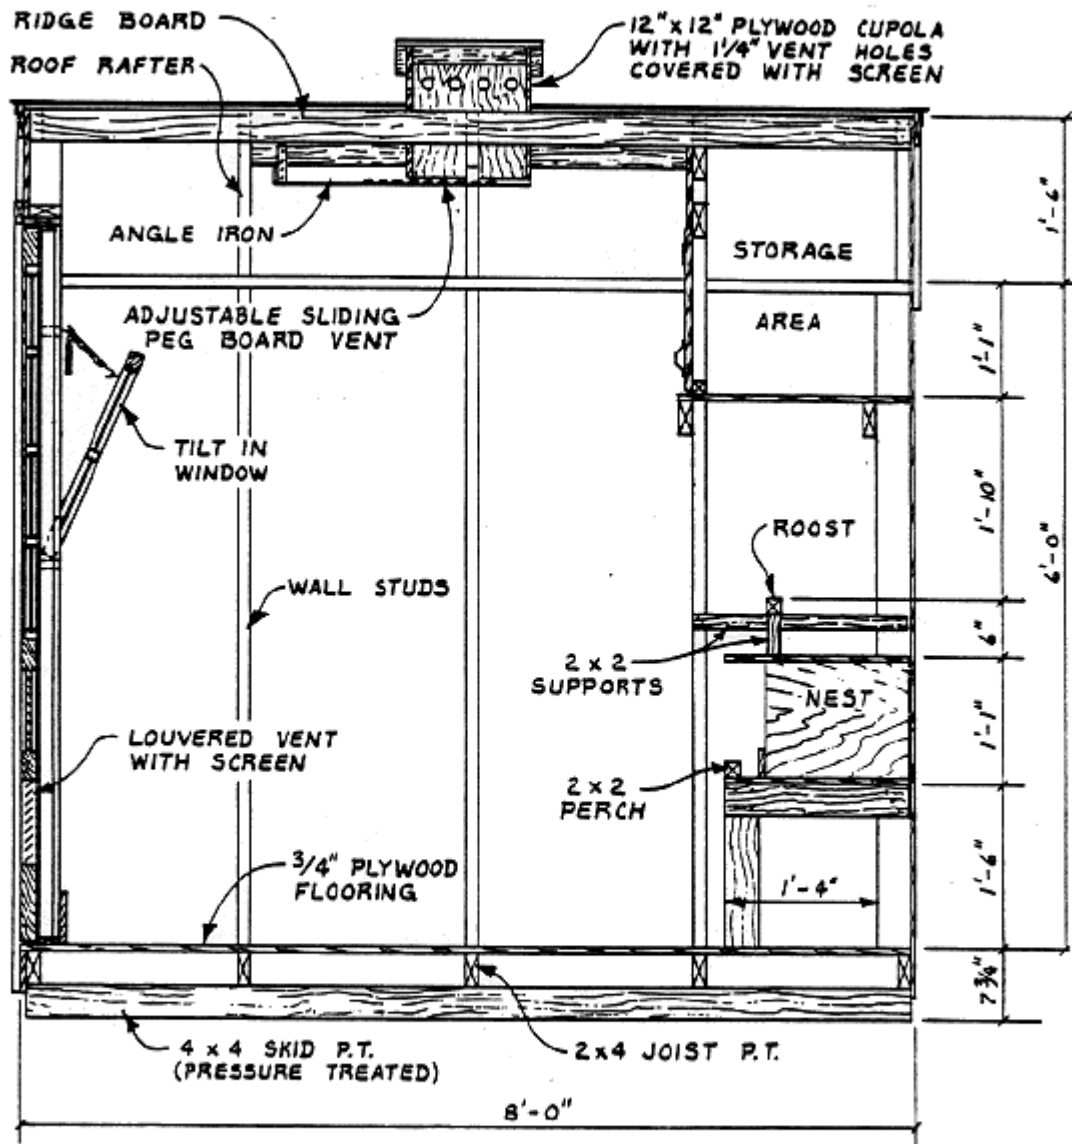 RIDGE BOARD
ROOF RAFTER
12"x12" PLYWOOD CUPOLA
WITH 1 1/4" VENT HOLES
COVERED WITH SCREEN
ANGLE IRON
STORAGE
AREA
1'-6"
ADJUSTABLE SLIDING
PEG BOARD VENT
1'-1"
TILT IN
WINDOW
1'-10"
ROOST
6'-0"
WALL STUDS
6"
2 x 2
SUPPORTS
NEST
1'-1"
LOUVERED VENT
WITH SCREEN
2 x 2
PERCH
3/4" PLYWOOD
FLOORING
1'-4"
1'-6"
7 3/4"
4 x 4 SKID P.T.
(PRESSURE TREATED)
2x4 JOIST P.T.
8'-0"